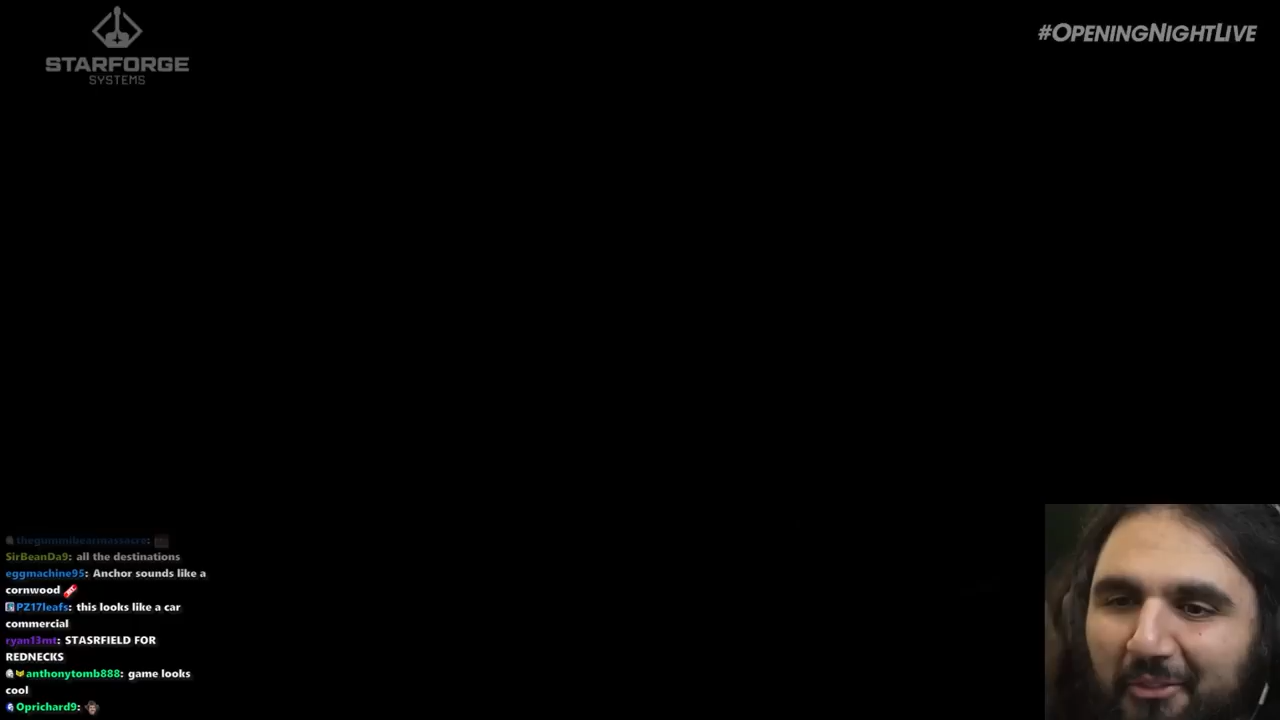 STARFORGE
SYSTEMS
#OPENINGNIGHTLIVE
thegummibearmassacre:
SirBeanDa9: all the destinations
eggmachine95: Anchor sounds like a
cornwood
PZ17leafs: this looks like a car
commercial
ryan13mt: STASRFIELD FOR
REDNECKS
anthonytomb888: game looks
cool
Oprichard9: